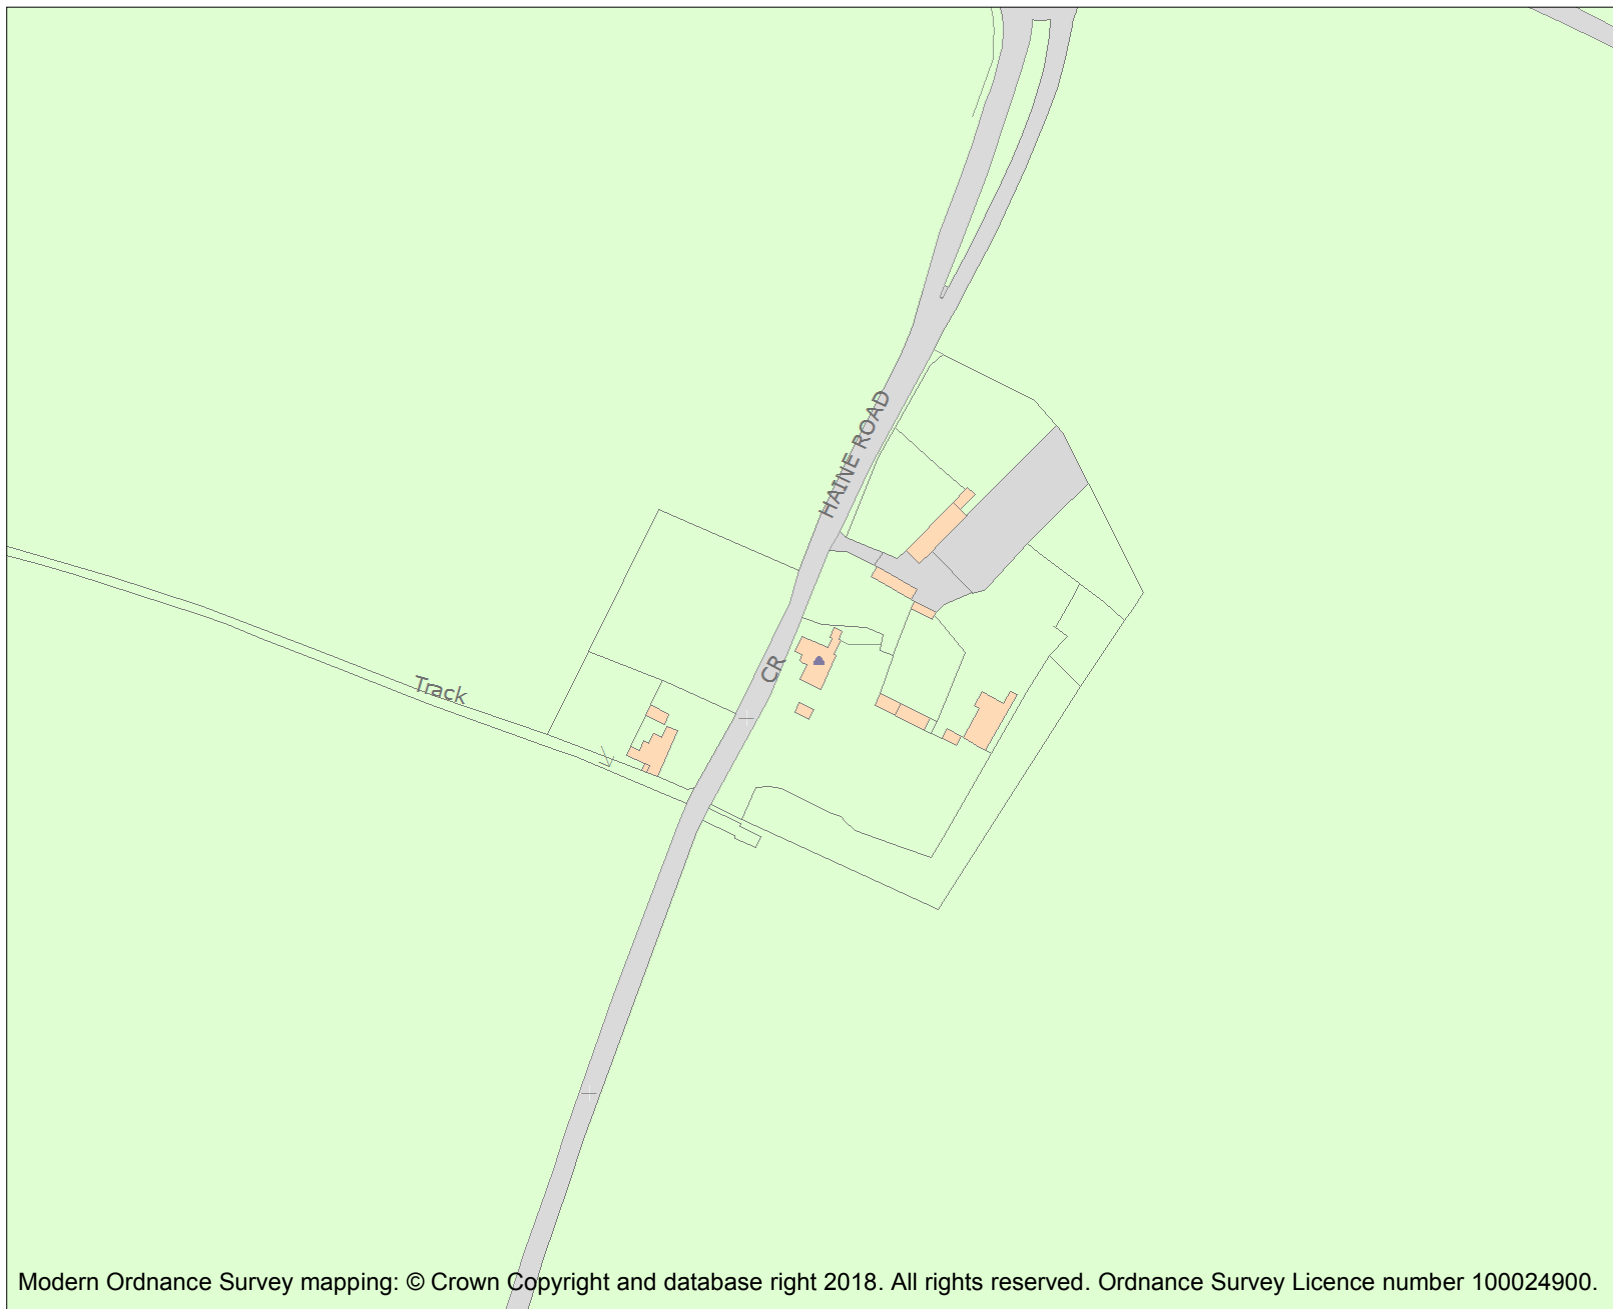 HAINE ROAD
CR
Track
Modern Ordnance Survey mapping: © Crown Copyright and database right 2018. All rights reserved. Ordnance Survey Licence number 100024900.